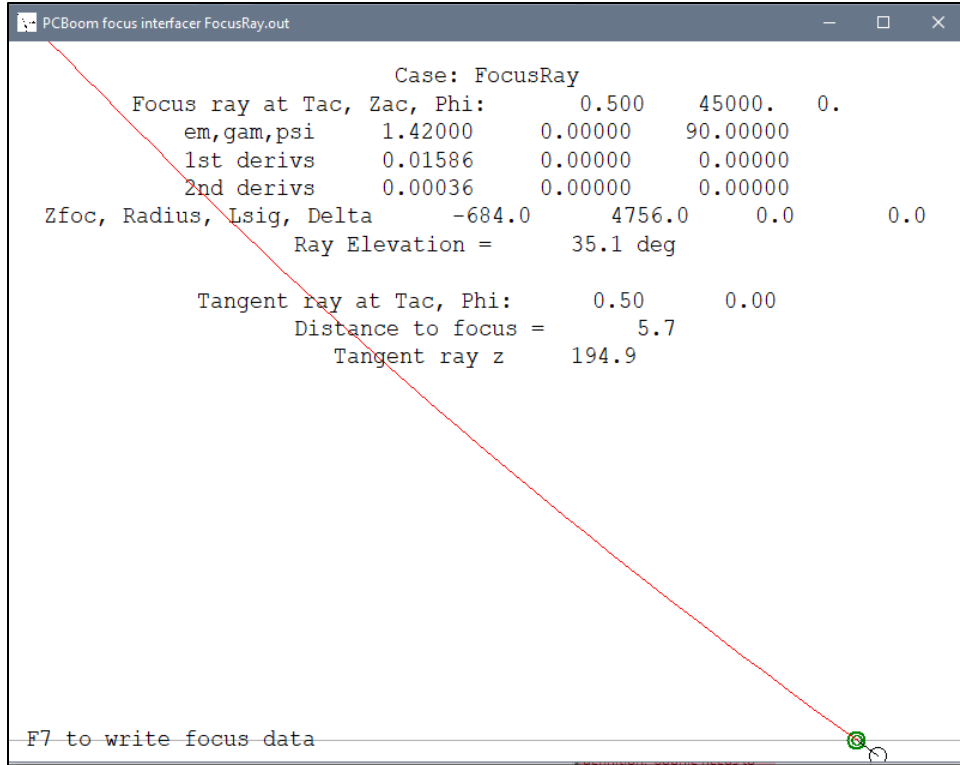 PCBoom focus interfacer FocusRay.out
Case: FocusRay
Focus ray at Tac, Zac, Phi: 0.500 45000. 0.
em,gam,psi 1.42000 0.00000 90.00000
1st derivs 0.01586 0.00000 0.00000
2nd derivs 0.00036 0.00000 0.00000
Zfoc, Radius, Lsig, Delta -684.0 4756.0 0.0 0.0
Ray Elevation = 35.1 deg
Tangent ray at Tac, Phi: 0.50 0.00
Distance to focus = 5.7
Tangent ray z 194.9
F7 to write focus data